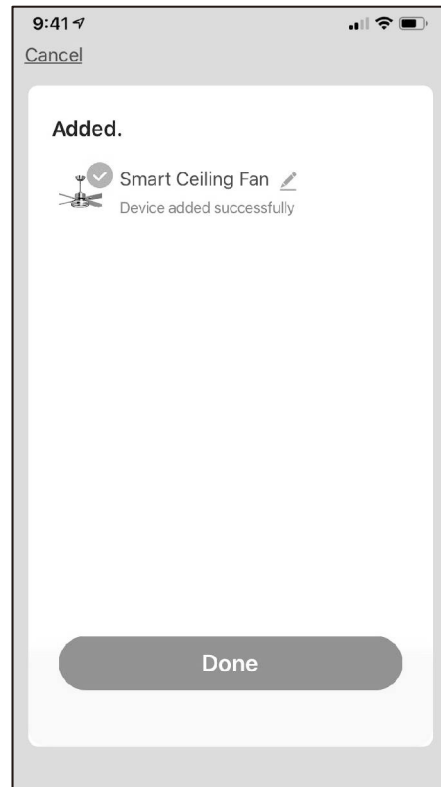 9:41
Cancel
Added.
Smart Ceiling Fan
Device added successfully
Done